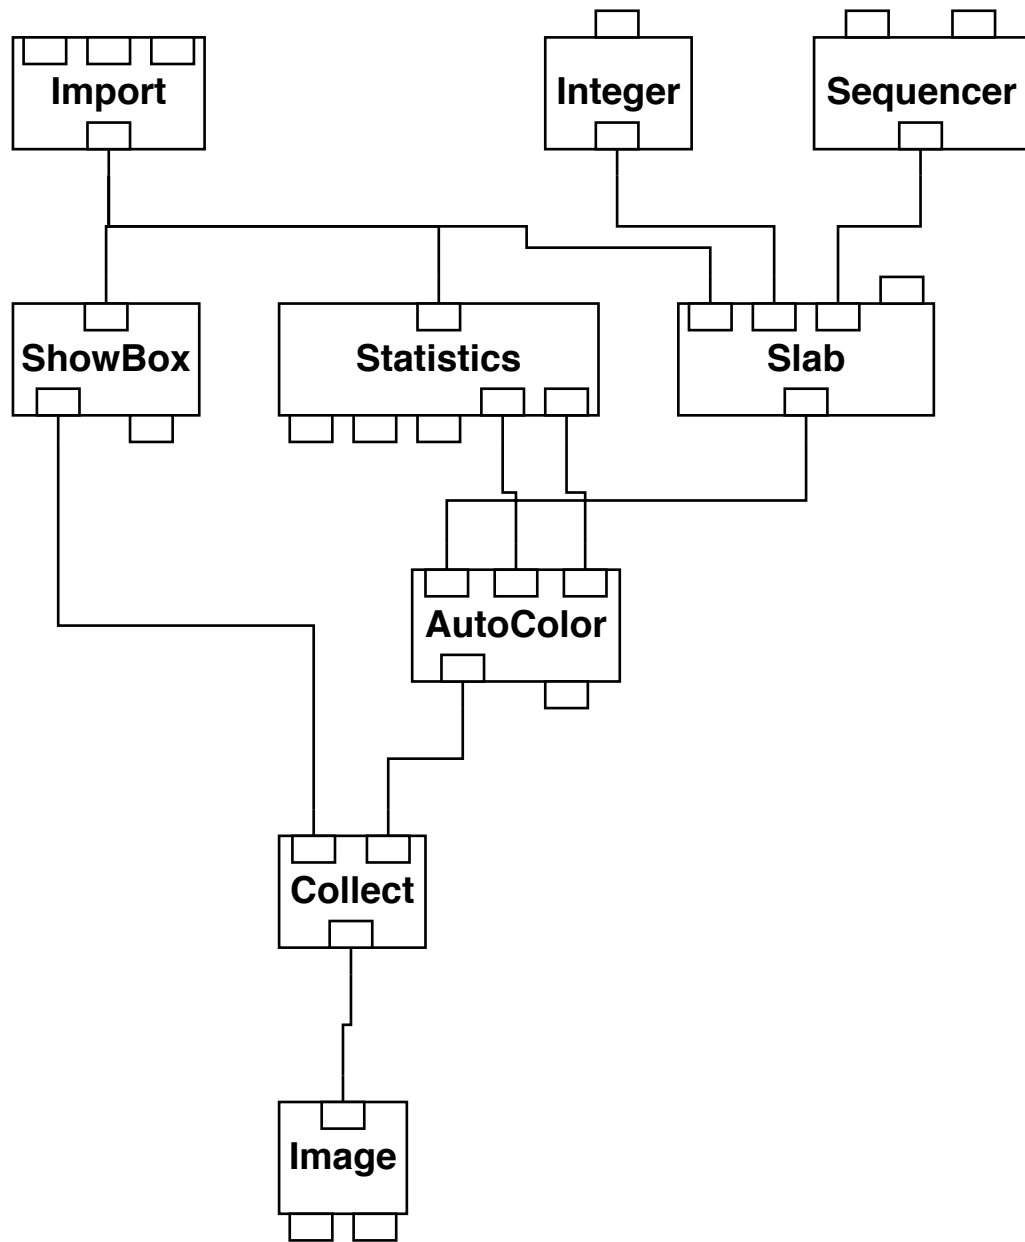 Import
Integer
Sequencer
ShowBox
Statistics
Slab
AutoColor
Collect
Image